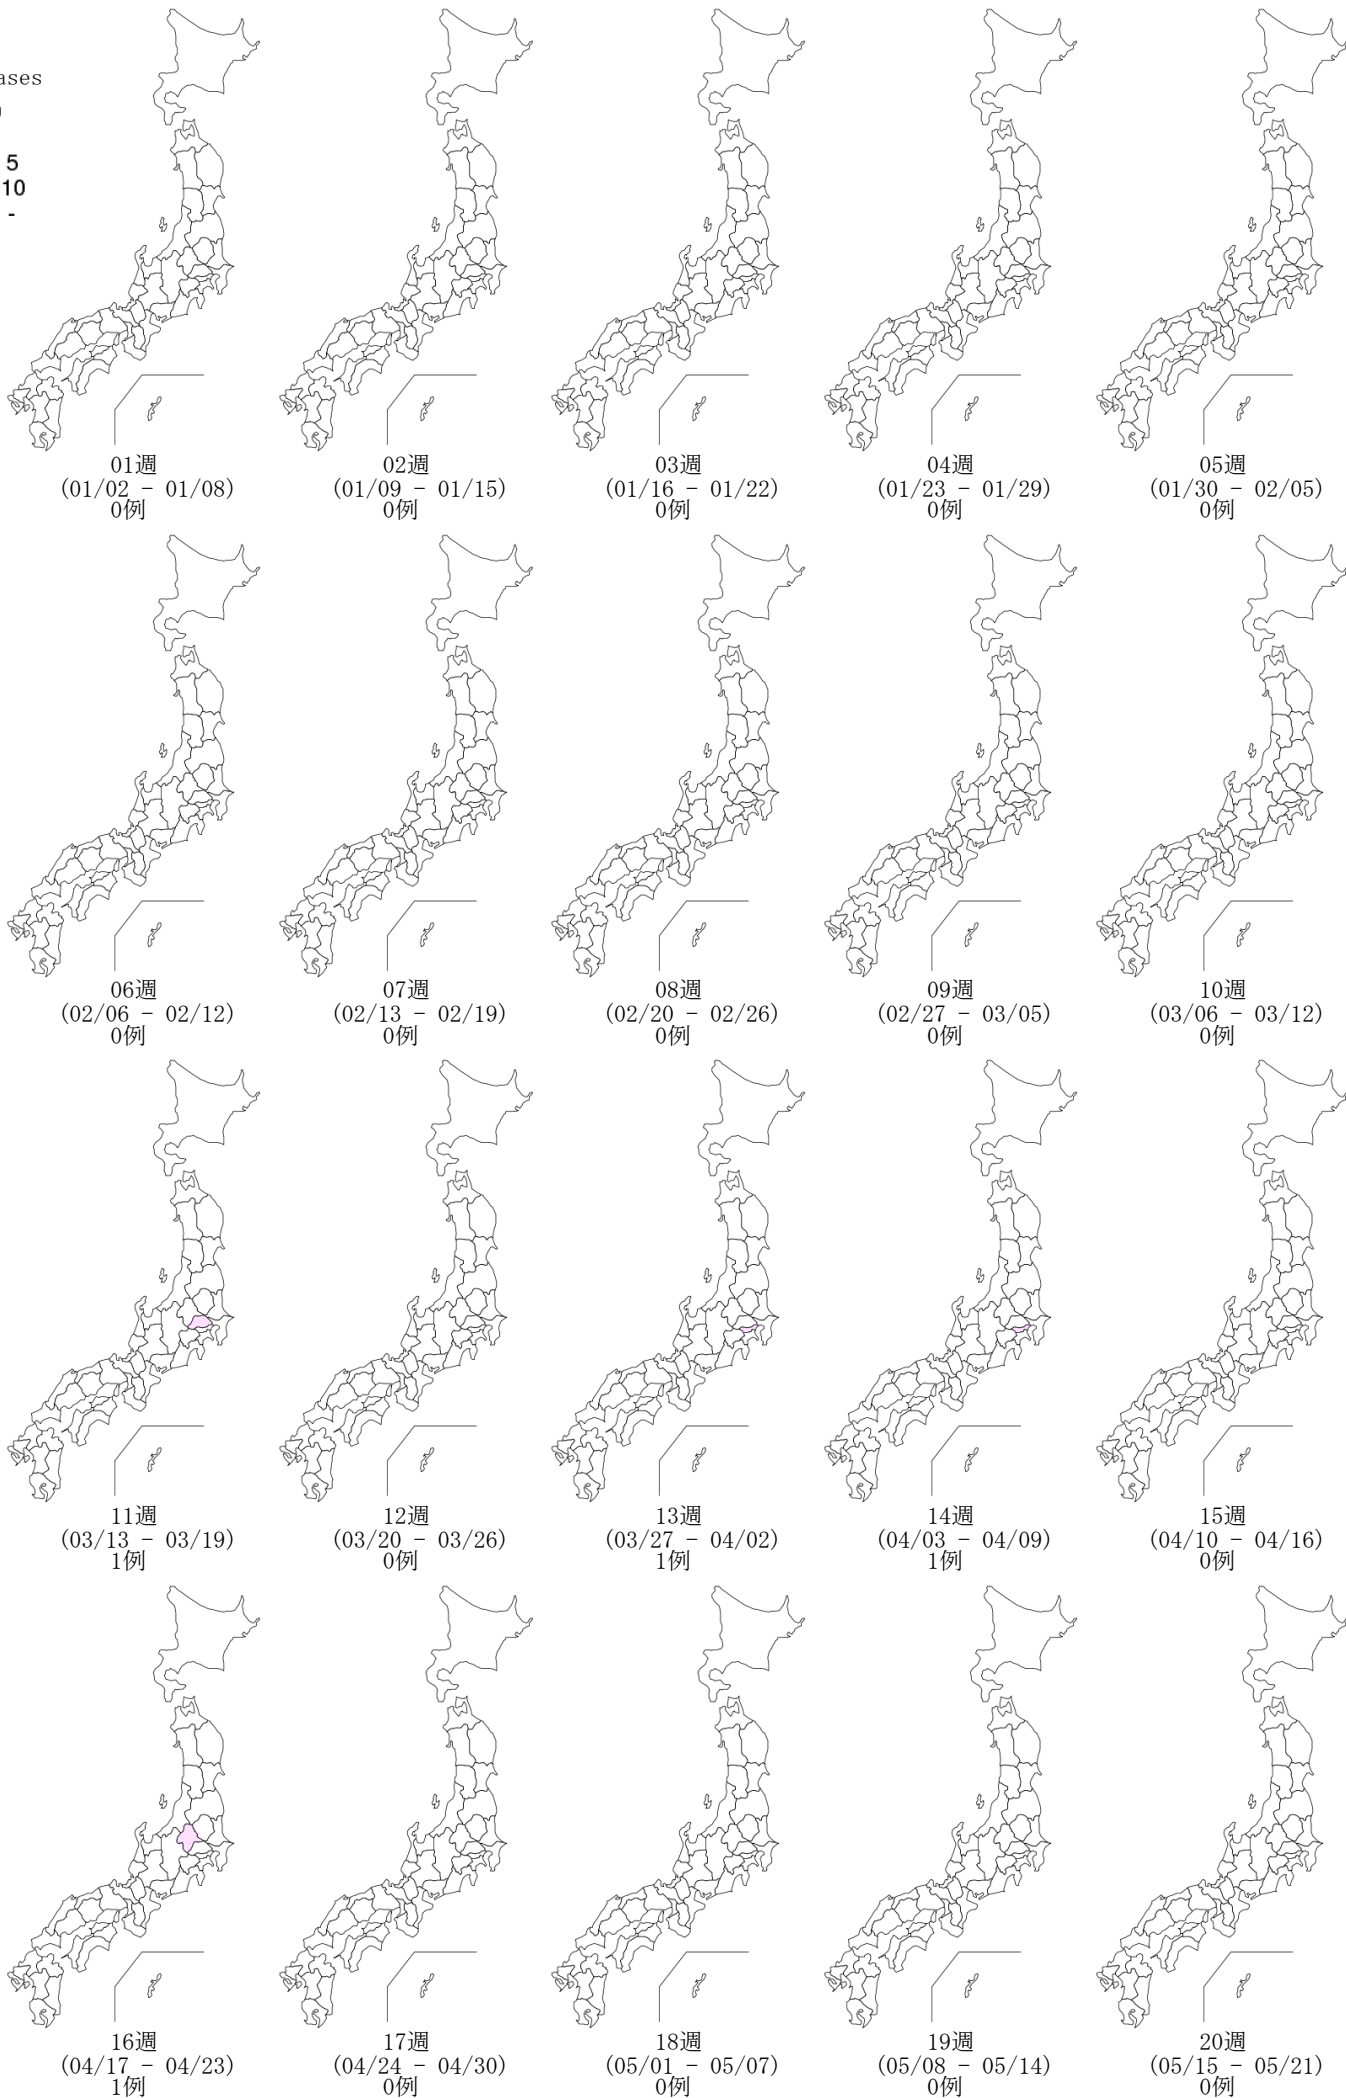 5
10
-
01週
(01/02 - 01/08)
0例
02週
(01/09 - 01/15)
0例
03週
(01/16 - 01/22)
0例
04週
(01/23 - 01/29)
0例
05週
(01/30 - 02/05)
0例
06週
(02/06 - 02/12)
0例
07週
(02/13 - 02/19)
0例
08週
(02/20 - 02/26)
0例
09週
(02/27 - 03/05)
0例
10週
(03/06 - 03/12)
0例
11週
(03/13 - 03/19)
1例
12週
(03/20 - 03/26)
0例
13週
(03/27 - 04/02)
1例
14週
(04/03 - 04/09)
1例
15週
(04/10 - 04/16)
0例
16週
(04/17 - 04/23)
1例
17週
(04/24 - 04/30)
0例
18週
(05/01 - 05/07)
0例
19週
(05/08 - 05/14)
0例
20週
(05/15 - 05/21)
0例